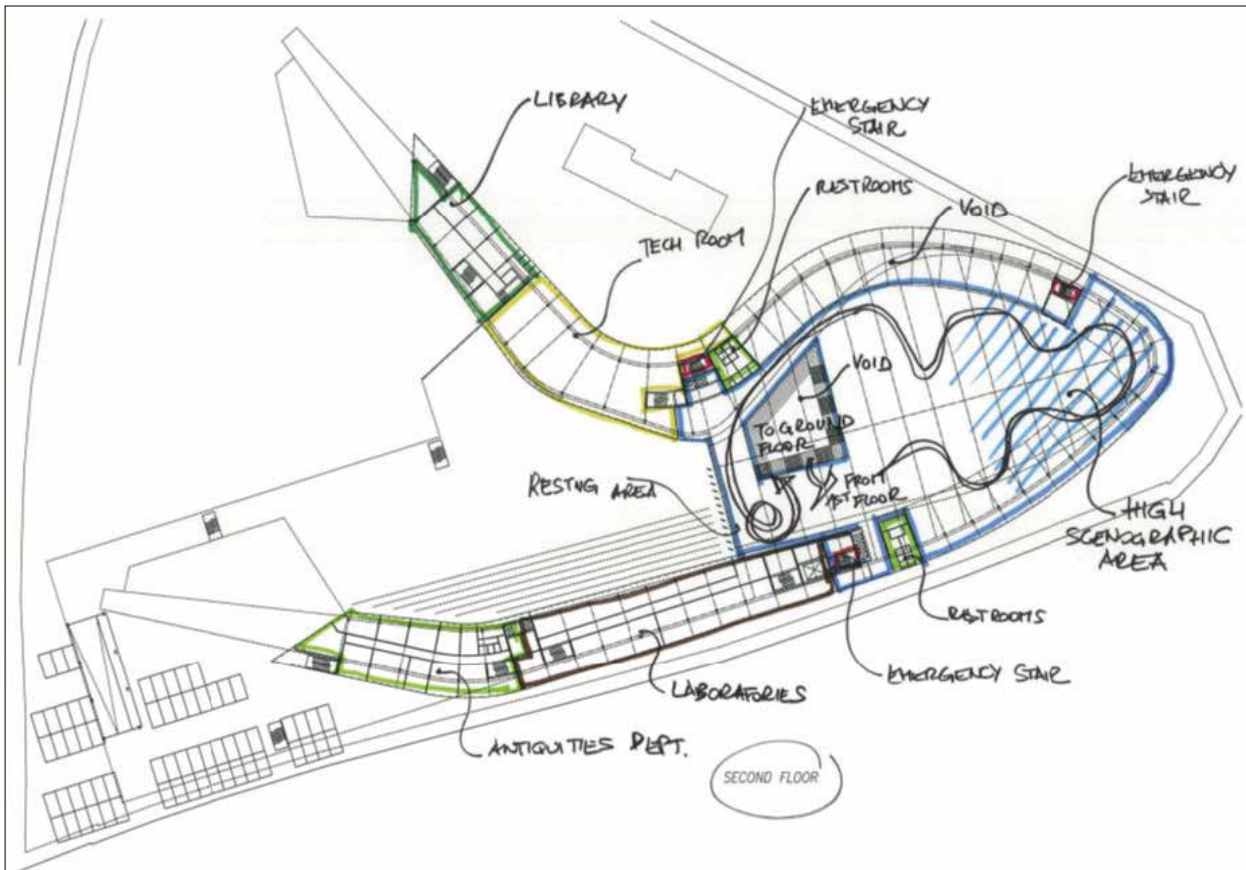 LIBRARY
EMERGENCY
STAIR
RESTROOMS
EMERGENCY
STAIR
VOID
TECH ROOM
VOID
TO GROUND
FLOOR
FROM
1ST FLOOR
RESTNG AREA
HIGH
SCENOGRAPHIC
AREA
RESTROOMS
EMERGENCY STAIR
LABORATORIES
ANTIQUITIES DEPT.
SECOND FLOOR